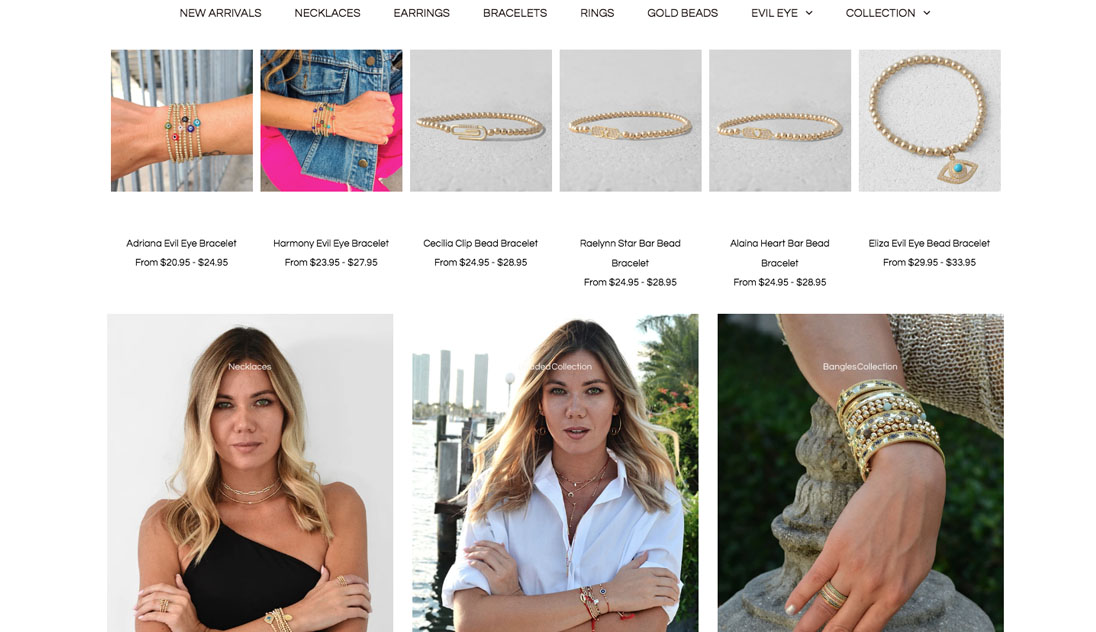 NEW ARRIVALS NECKLACES EARRINGS BRACELETS RINGS GOLD BEADS EVIL EYE COLLECTION
Adriana Evil Eye Bracelet
From $20.95 - $24.95
Harmony Evil Eye Bracelet
From $23.95 - $27.95
Cecilia Clip Bead Bracelet
From $24.95 - $28.95
Raelynn Star Bar Bead
Bracelet
From $24.95 - $28.95
Alaina Heart Bar Bead
Bracelet
From $24.95 - $28.95
Eliza Evil Eye Bead Bracelet
From $29.95 - $33.95
Necklaces
Collection
BanglesCollection